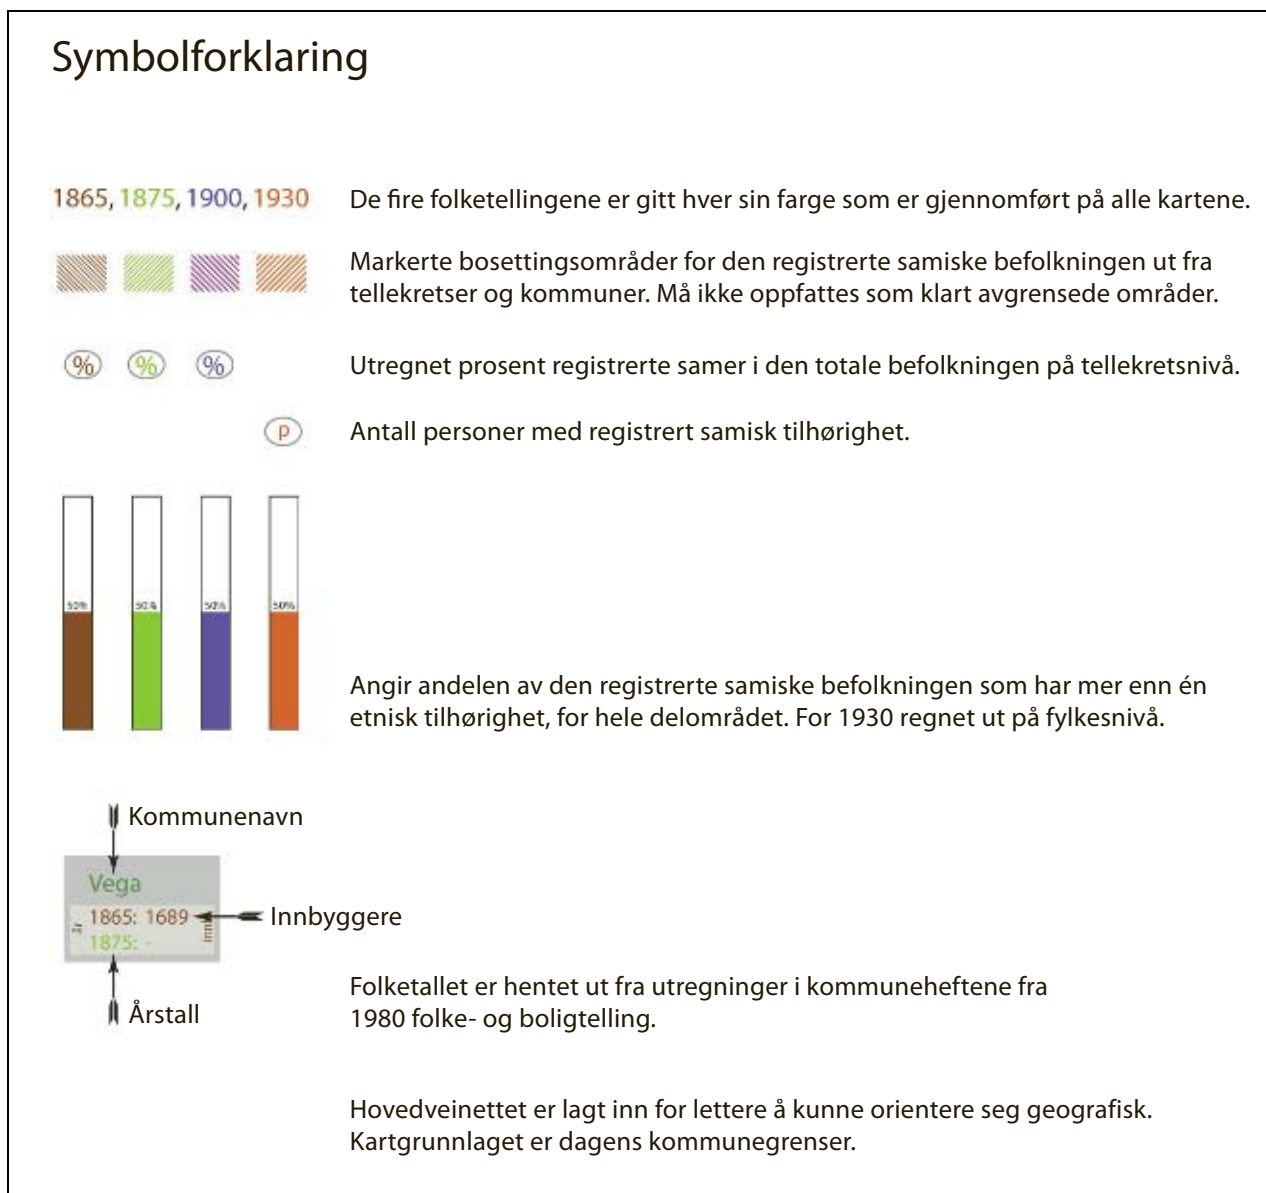 Symbolforklaring
1865, 1875, 1900, 1930
De fire folketellingene er gitt hver sin farge som er gjennomført på alle kartene.
Markerte bosettingsområder for den registrerte samiske befolkningen ut fra
tellekretser og kommuner. Må ikke oppfattes som klart avgrensede områder.
% % %
Utregnet prosent registrerte samer i den totale befolkningen på tellekretsnivå.
p
Antall personer med registrert samisk tilhørighet.
50% 50% 50% 50%
Angir andelen av den registrerte samiske befolkningen som har mer enn én
etnisk tilhørighet, for hele delområdet. For 1930 regnet ut på fylkesnivå.
Kommunenavn
Vega
1865: 1689
Innbyggere
1875: -
Årstall
Folketallet er hentet ut fra utregninger i kommuneheftene fra
1980 folke- og boligtelling.
Hovedveinettet er lagt inn for lettere å kunne orientere seg geografisk.
Kartgrunnlaget er dagens kommunegrenser.